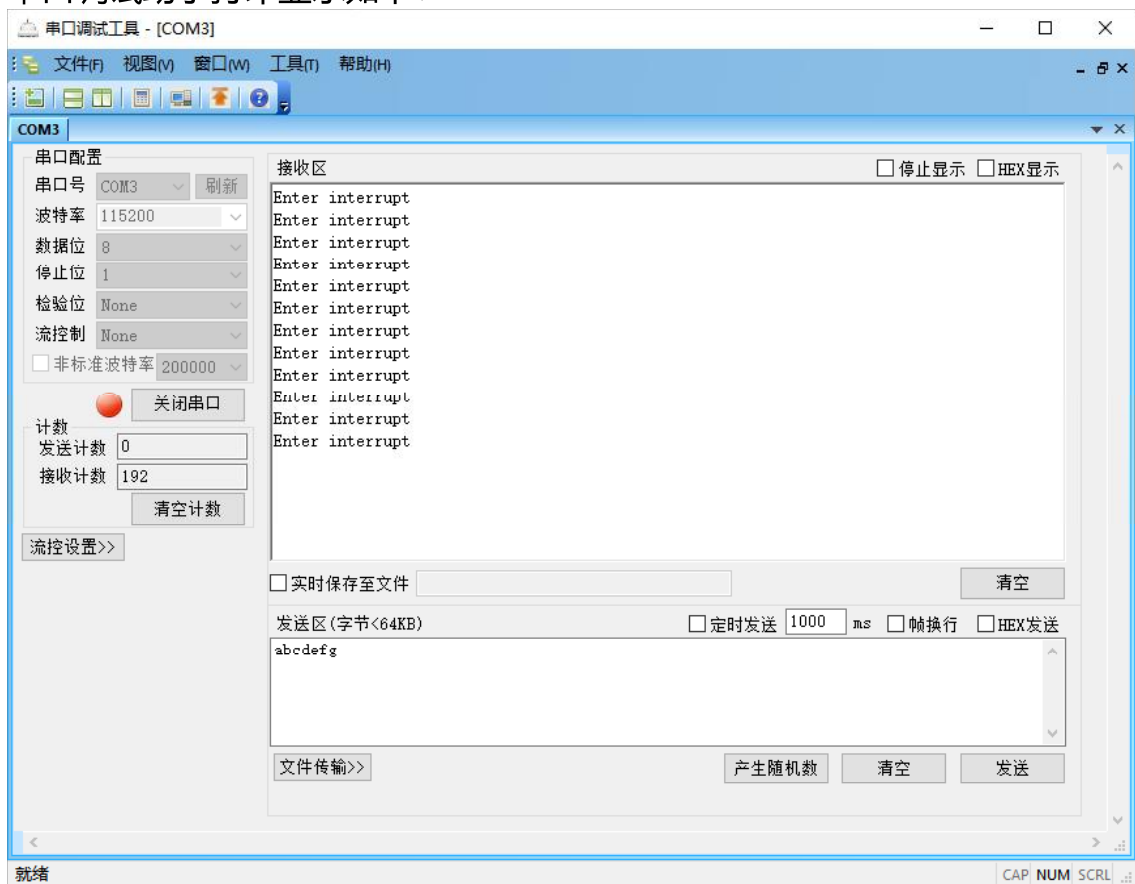 串口调试工具 - [COM3]
文件(F) 视图(V) 窗口(W) 工具(T) 帮助(H)
COM3
串口配置
串口号 COM3 刷新
波特率 115200
数据位 8
停止位 1
检验位 None
流控制 None
非标准波特率 200000
关闭串口
计数
发送计数 0
接收计数 192
清空计数
流控设置>>
接收区 停止显示 HEX显示
Enter interrupt
Enter interrupt
Enter interrupt
Enter interrupt
Enter interrupt
Enter interrupt
Enter interrupt
Enter interrupt
Enter interrupt
Enter interrupt
Enter interrupt
Enter interrupt
实时保存至文件 清空
发送区(字节<64KB) 定时发送 1000 ms 帧换行 HEX发送
abcdefg
文件传输>> 产生随机数 清空 发送
就绪 CAP NUM SCRL